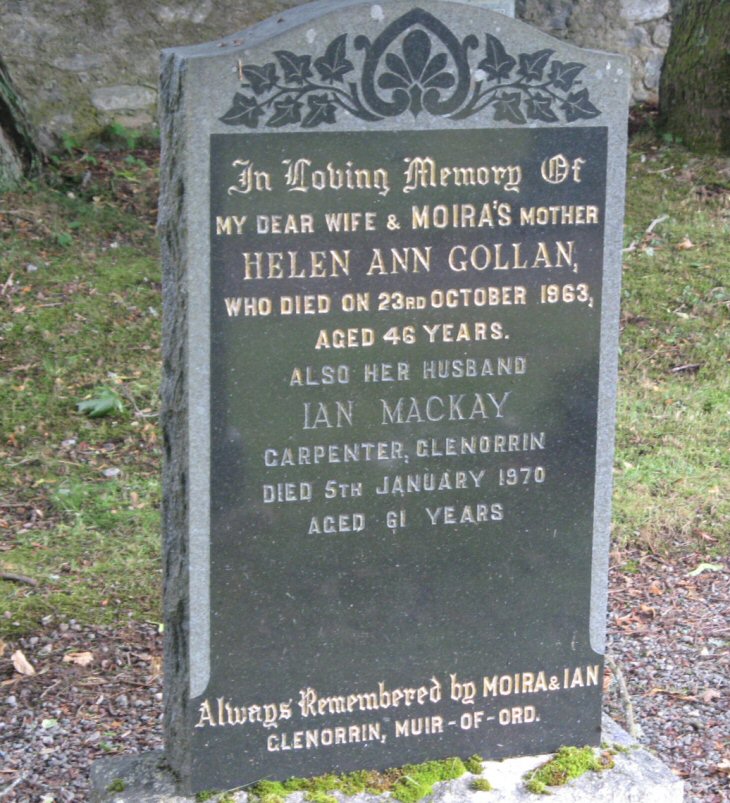 In Loving Memory Of
MY DEAR WIFE & MOIRA'S MOTHER
HELEN ANN GOLLAN,
WHO DIED ON 23RD OCTOBER 1963,
AGED 46 YEARS.
ALSO HER HUSBAND
IAN MACKAY
CARPENTER, GLENORRIN
DIED 5TH JANUARY 1970
AGED 61 YEARS
Always Remembered by MOIRA & IAN
GLENORRIN, MUIR-OF-ORD.